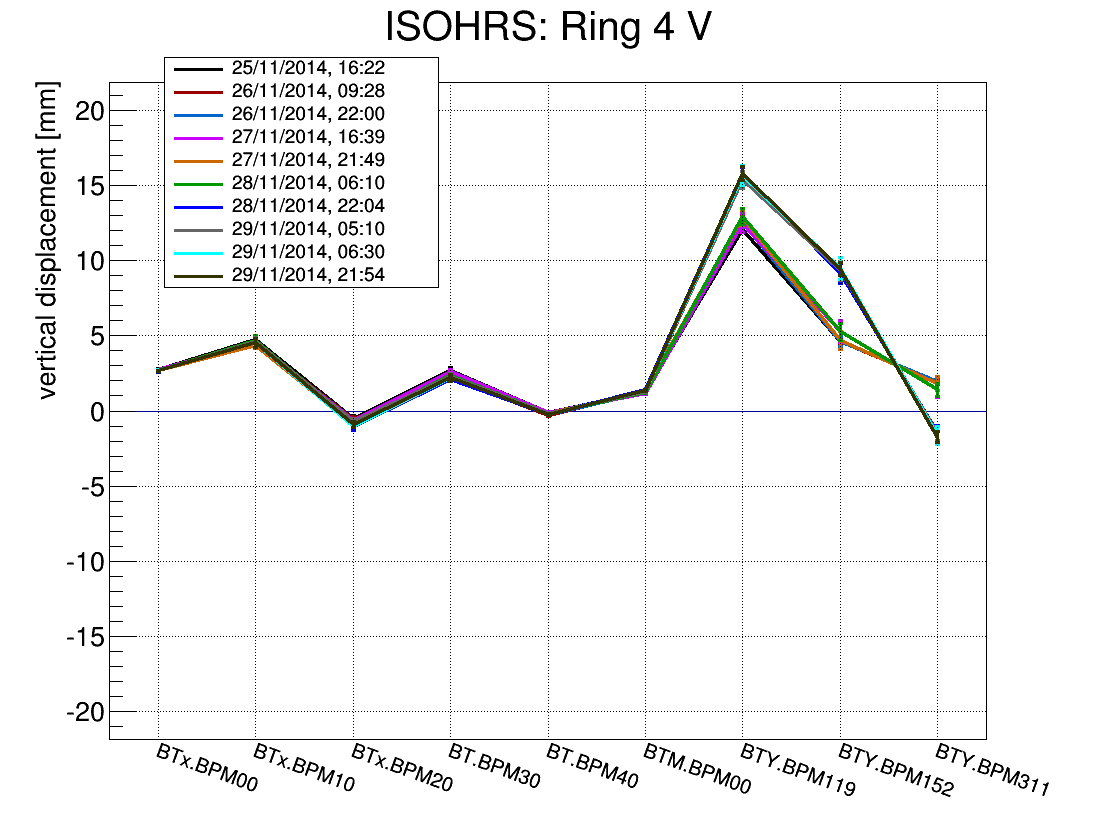 ISOHRS: Ring 4 V
25/11/2014, 16:22
26/11/2014, 09:28
26/11/2014, 22:00
27/11/2014, 16:39
27/11/2014, 21:49
28/11/2014, 06:10
28/11/2014, 22:04
29/11/2014, 05:10
29/11/2014, 06:30
29/11/2014, 21:54
vertical displacement [mm]
20
15
10
5
0
-5
-10
-15
-20
BTx.BPM00
BTx.BPM10
BTx.BPM20
BT.BPM30
BT.BPM40
BTM.BPM00
BTY.BPM119
BTY.BPM152
BTY.BPM311